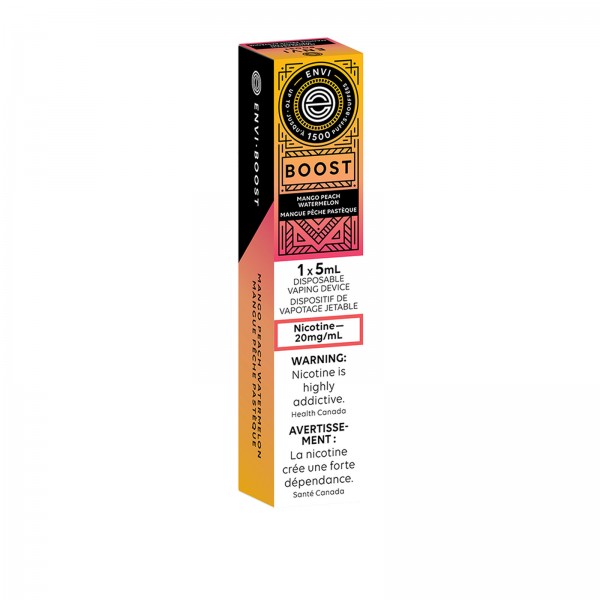 ENVI
ENVI
UP TO · JUSQU'À 1500 PUFFS · BOUFFÉES
BOOST
MANGO PEACH
WATERMELON
MANGUE PÊCHE PASTÈQUE
1 x 5mL
DISPOSABLE
VAPING DEVICE
DISPOSITIF DE
VAPOTAGE JETABLE
Nicotine—
20mg/mL
WARNING:
Nicotine is
highly
addictive.
Health Canada
AVERTISSE-
MENT :
La nicotine
crée une forte
dépendance.
Santé Canada
ENVI · BOOST
MANGO PEACH WATERMELON
MANGUE PÊCHE PASTÈQUE